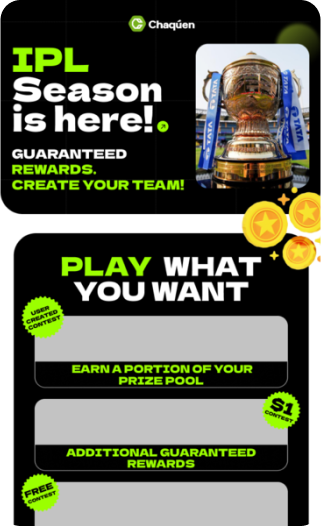 Chaqúen
IPL
Season
is here!
GUARANTEED
REWARDS.
CREATE YOUR TEAM!
TATA
PLAY WHAT
YOU WANT
USER
CREATED
CONTEST
EARN A PORTION OF YOUR
PRIZE POOL
$1
CONTEST
ADDITIONAL GUARANTEED
REWARDS
FREE
CONTEST